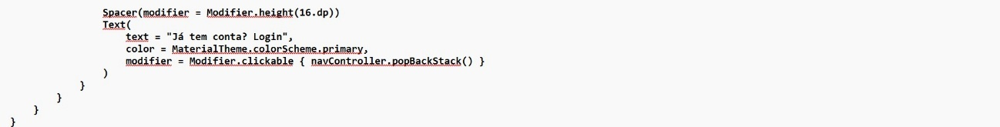 Spacer(modifier = Modifier.height(16.dp))
Text(
text = "Já tem conta? Login",
color = MaterialTheme.colorScheme.primary,
modifier = Modifier.clickable { navController.popBackStack() }
)
}
}
}
}